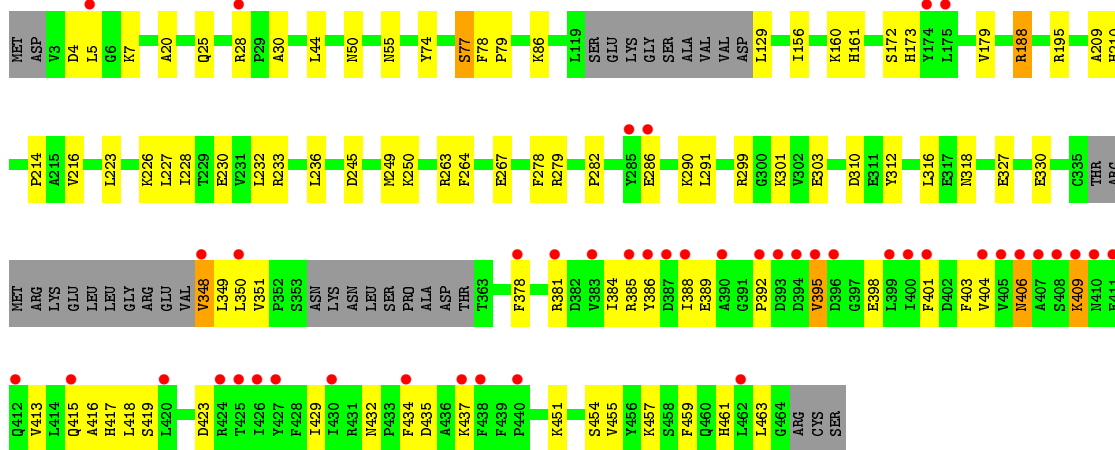 MET ASP V3 D4 L5 G6 K7 A20 Q25 R28 P29 A30 L44 N50 N55 Y74 S77 F78 P79 K86 L119 SER GLU LYS GLY SER ALA VAL VAL ASP L129 I156 K160 H161 S172 H173 Y174 L175 V179 R188 R195 A209 H210
P214 A215 V216 L223 K226 L227 I228 T229 E230 V231 L232 R233 L236 D245 M249 K250 R263 F264 E267 F278 R279 P282 Y285 E286 K290 L291 R299 G300 K301 V302 E303 D310 E311 Y312 L316 E317 N318 E327 E330 C335 THR ARG
MET ARG LYS GLU LEU LEU GLY ARG GLU VAL V348 L349 L350 V351 P352 S353 ASN LYS ASN LEU SER PRO ALA ASP THR T363 F378 R381 D382 V383 I384 R385 Y386 D387 I388 E389 A390 G391 P392 D393 D394 V395 D396 G397 E398 L399 I400 F401 D402 F403 V404 V405 N406 A407 S408 K409 N410
Q412 V413 L414 Q415 A416 H417 L418 S419 L420 D423 R424 T425 I426 Y427 F428 I429 I430 R431 N432 P433 F434 D435 A436 K437 F438 F439 P440 K451 S454 V455 Y456 K457 S458 F459 Q460 H461 L462 L463 G464 ARG CYS SER